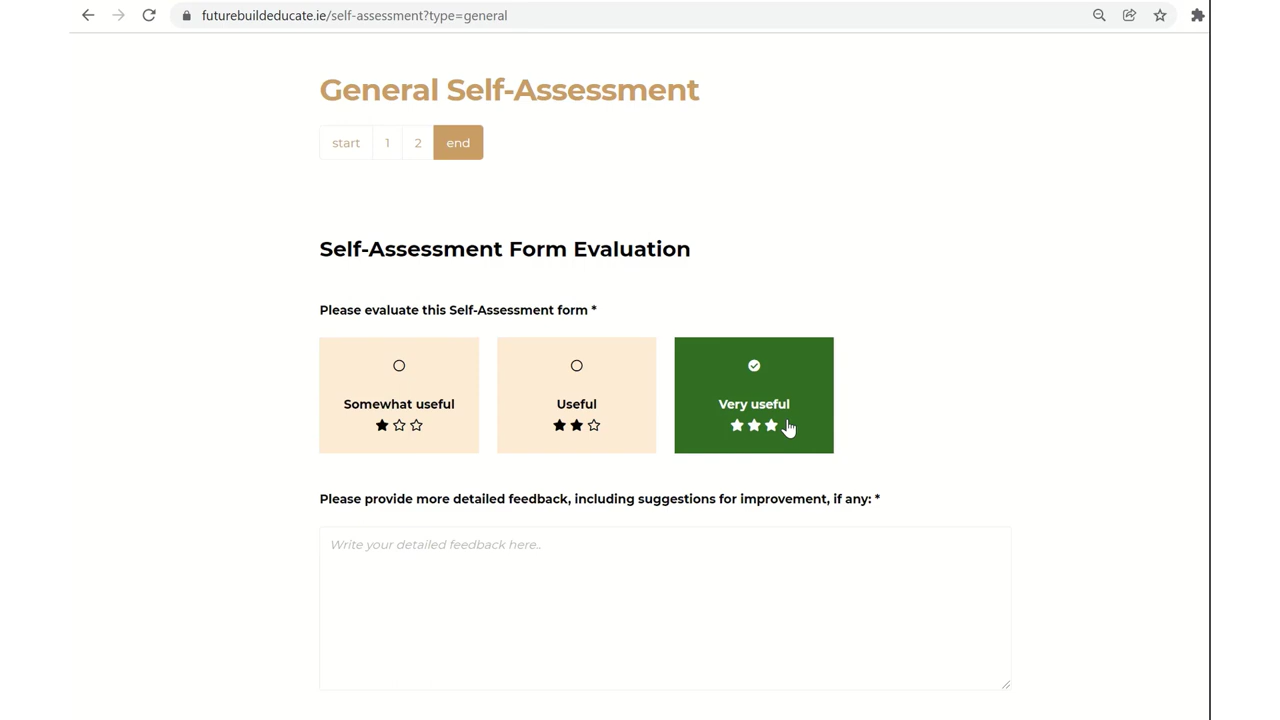 futurebuildeducate.ie/self-assessment?type=general
General Self-Assessment
start 1 2 end
Self-Assessment Form Evaluation
Please evaluate this Self-Assessment form *
Somewhat useful Useful Very useful
Please provide more detailed feedback, including suggestions for improvement, if any: *
Write your detailed feedback here..